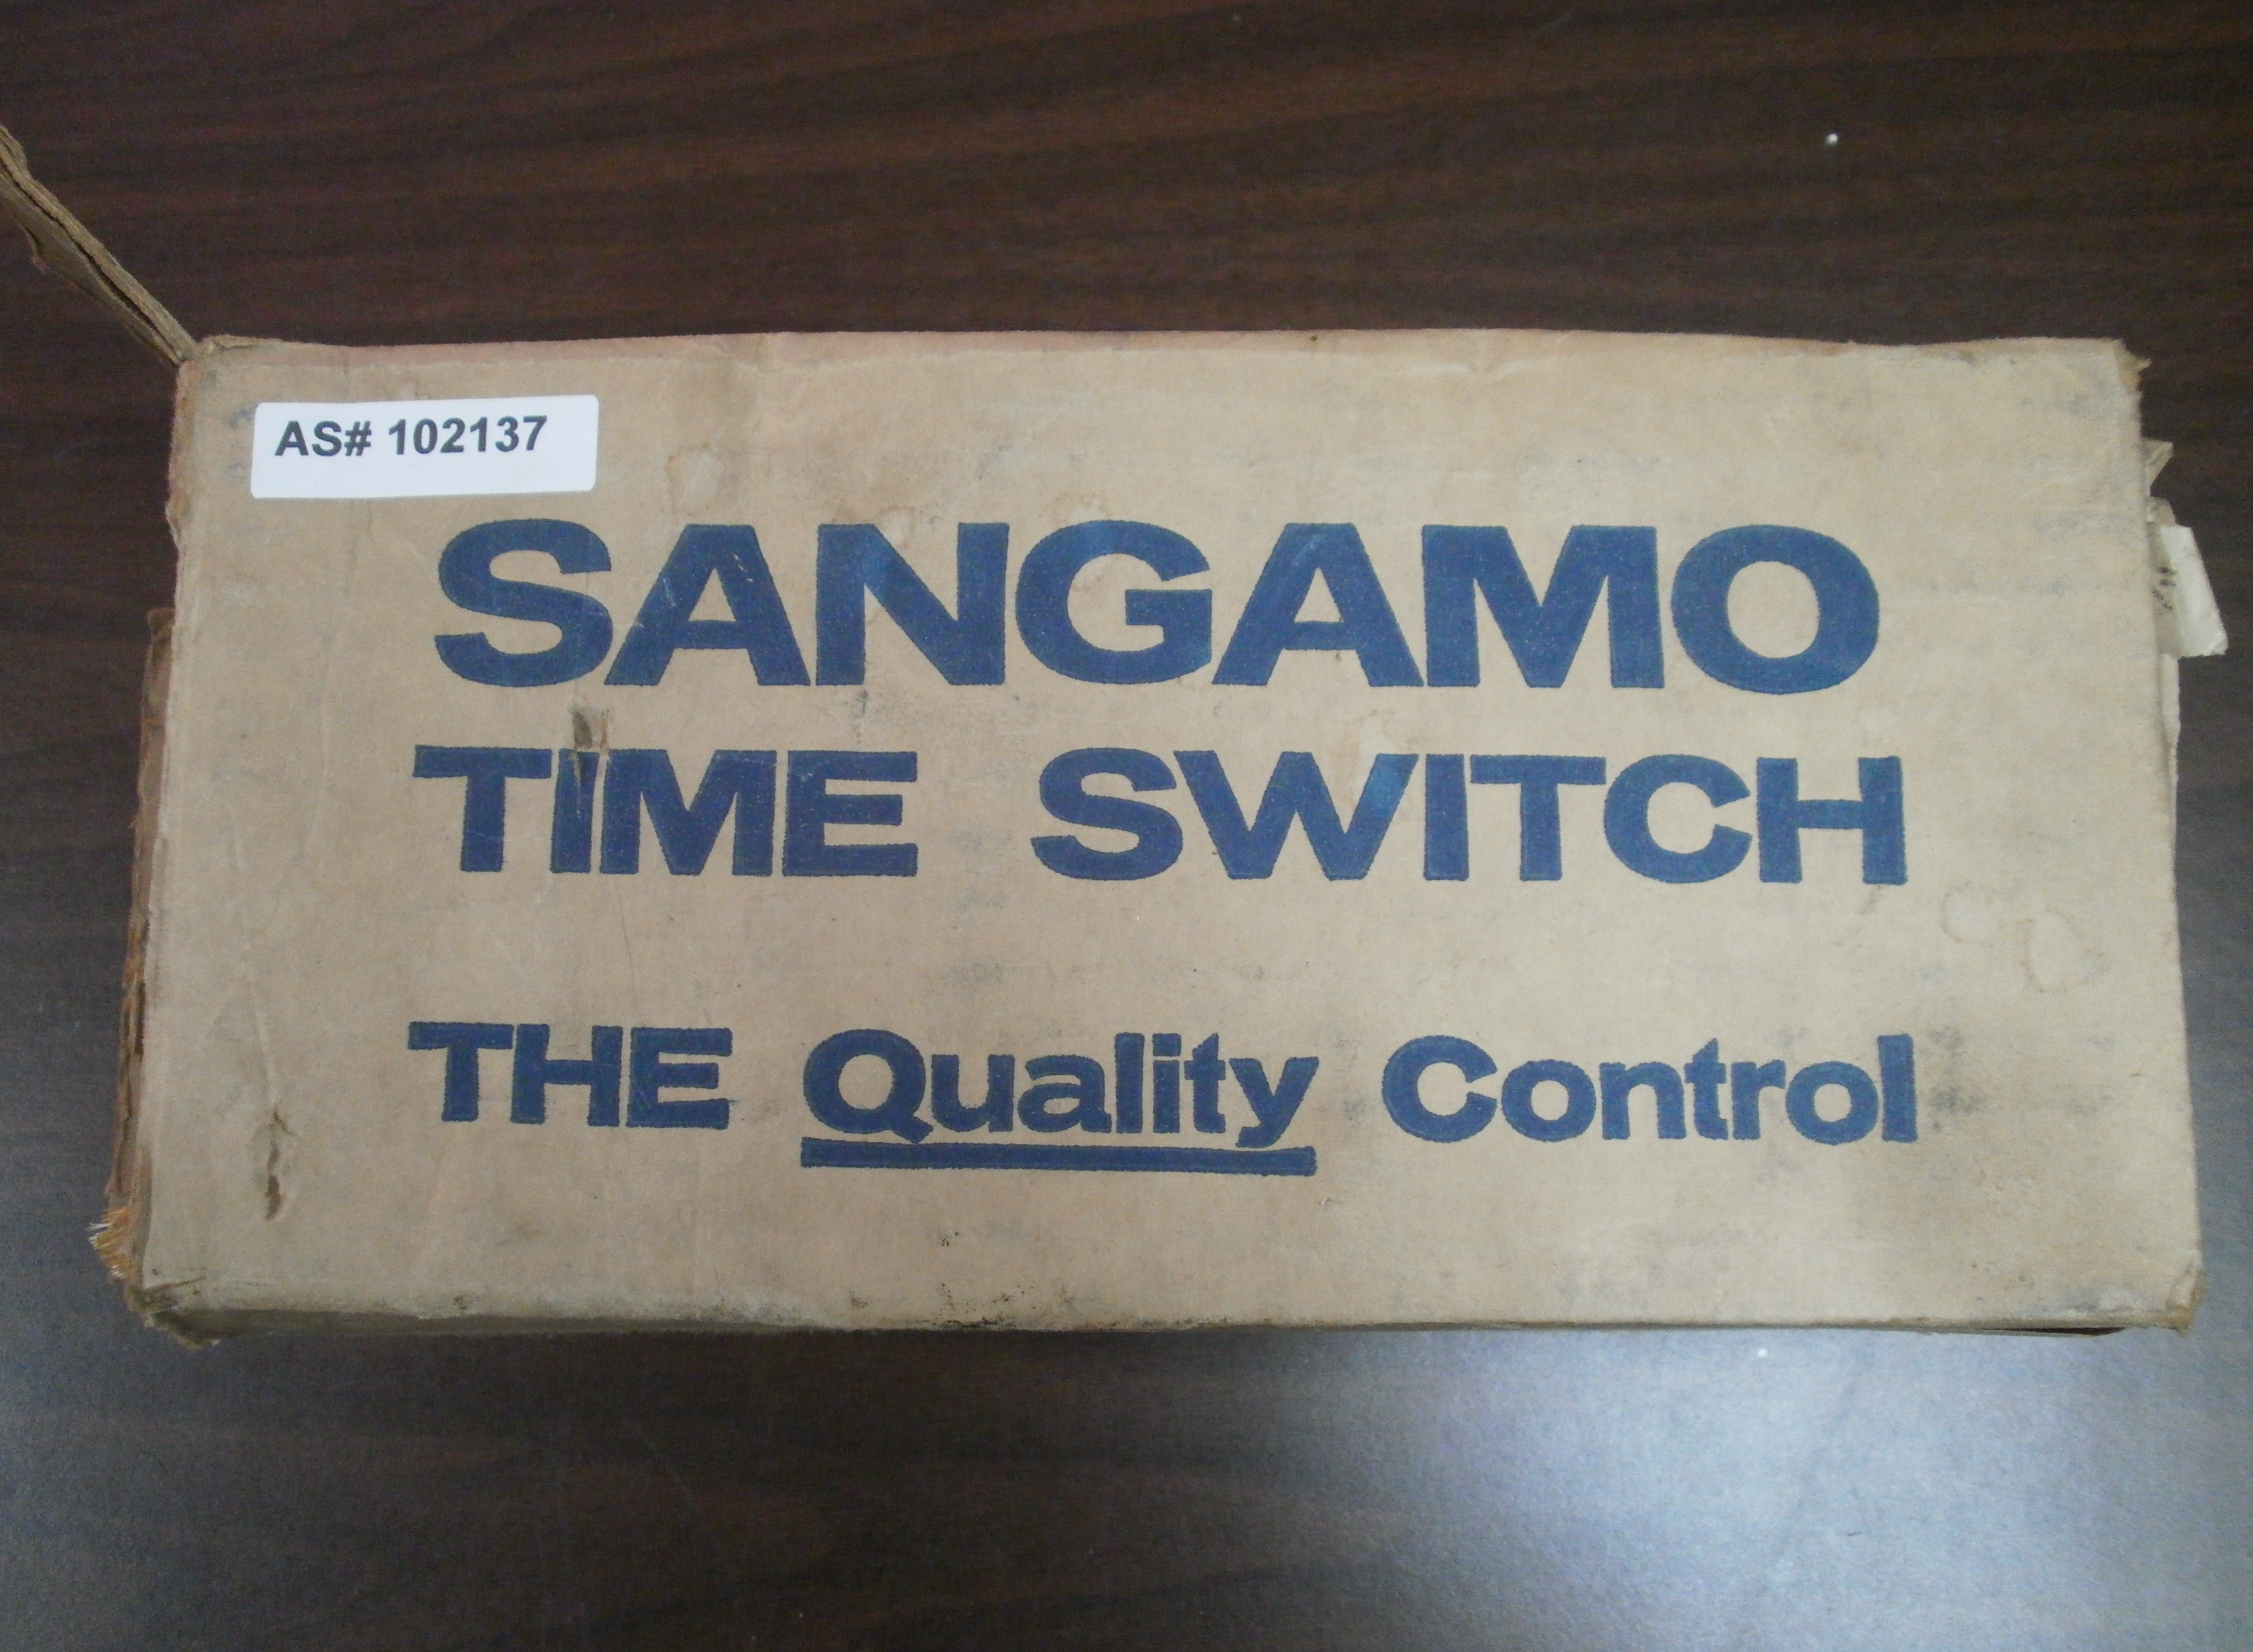 AS# 102137
SANGAMO
TIME SWITCH
THE Quality Control